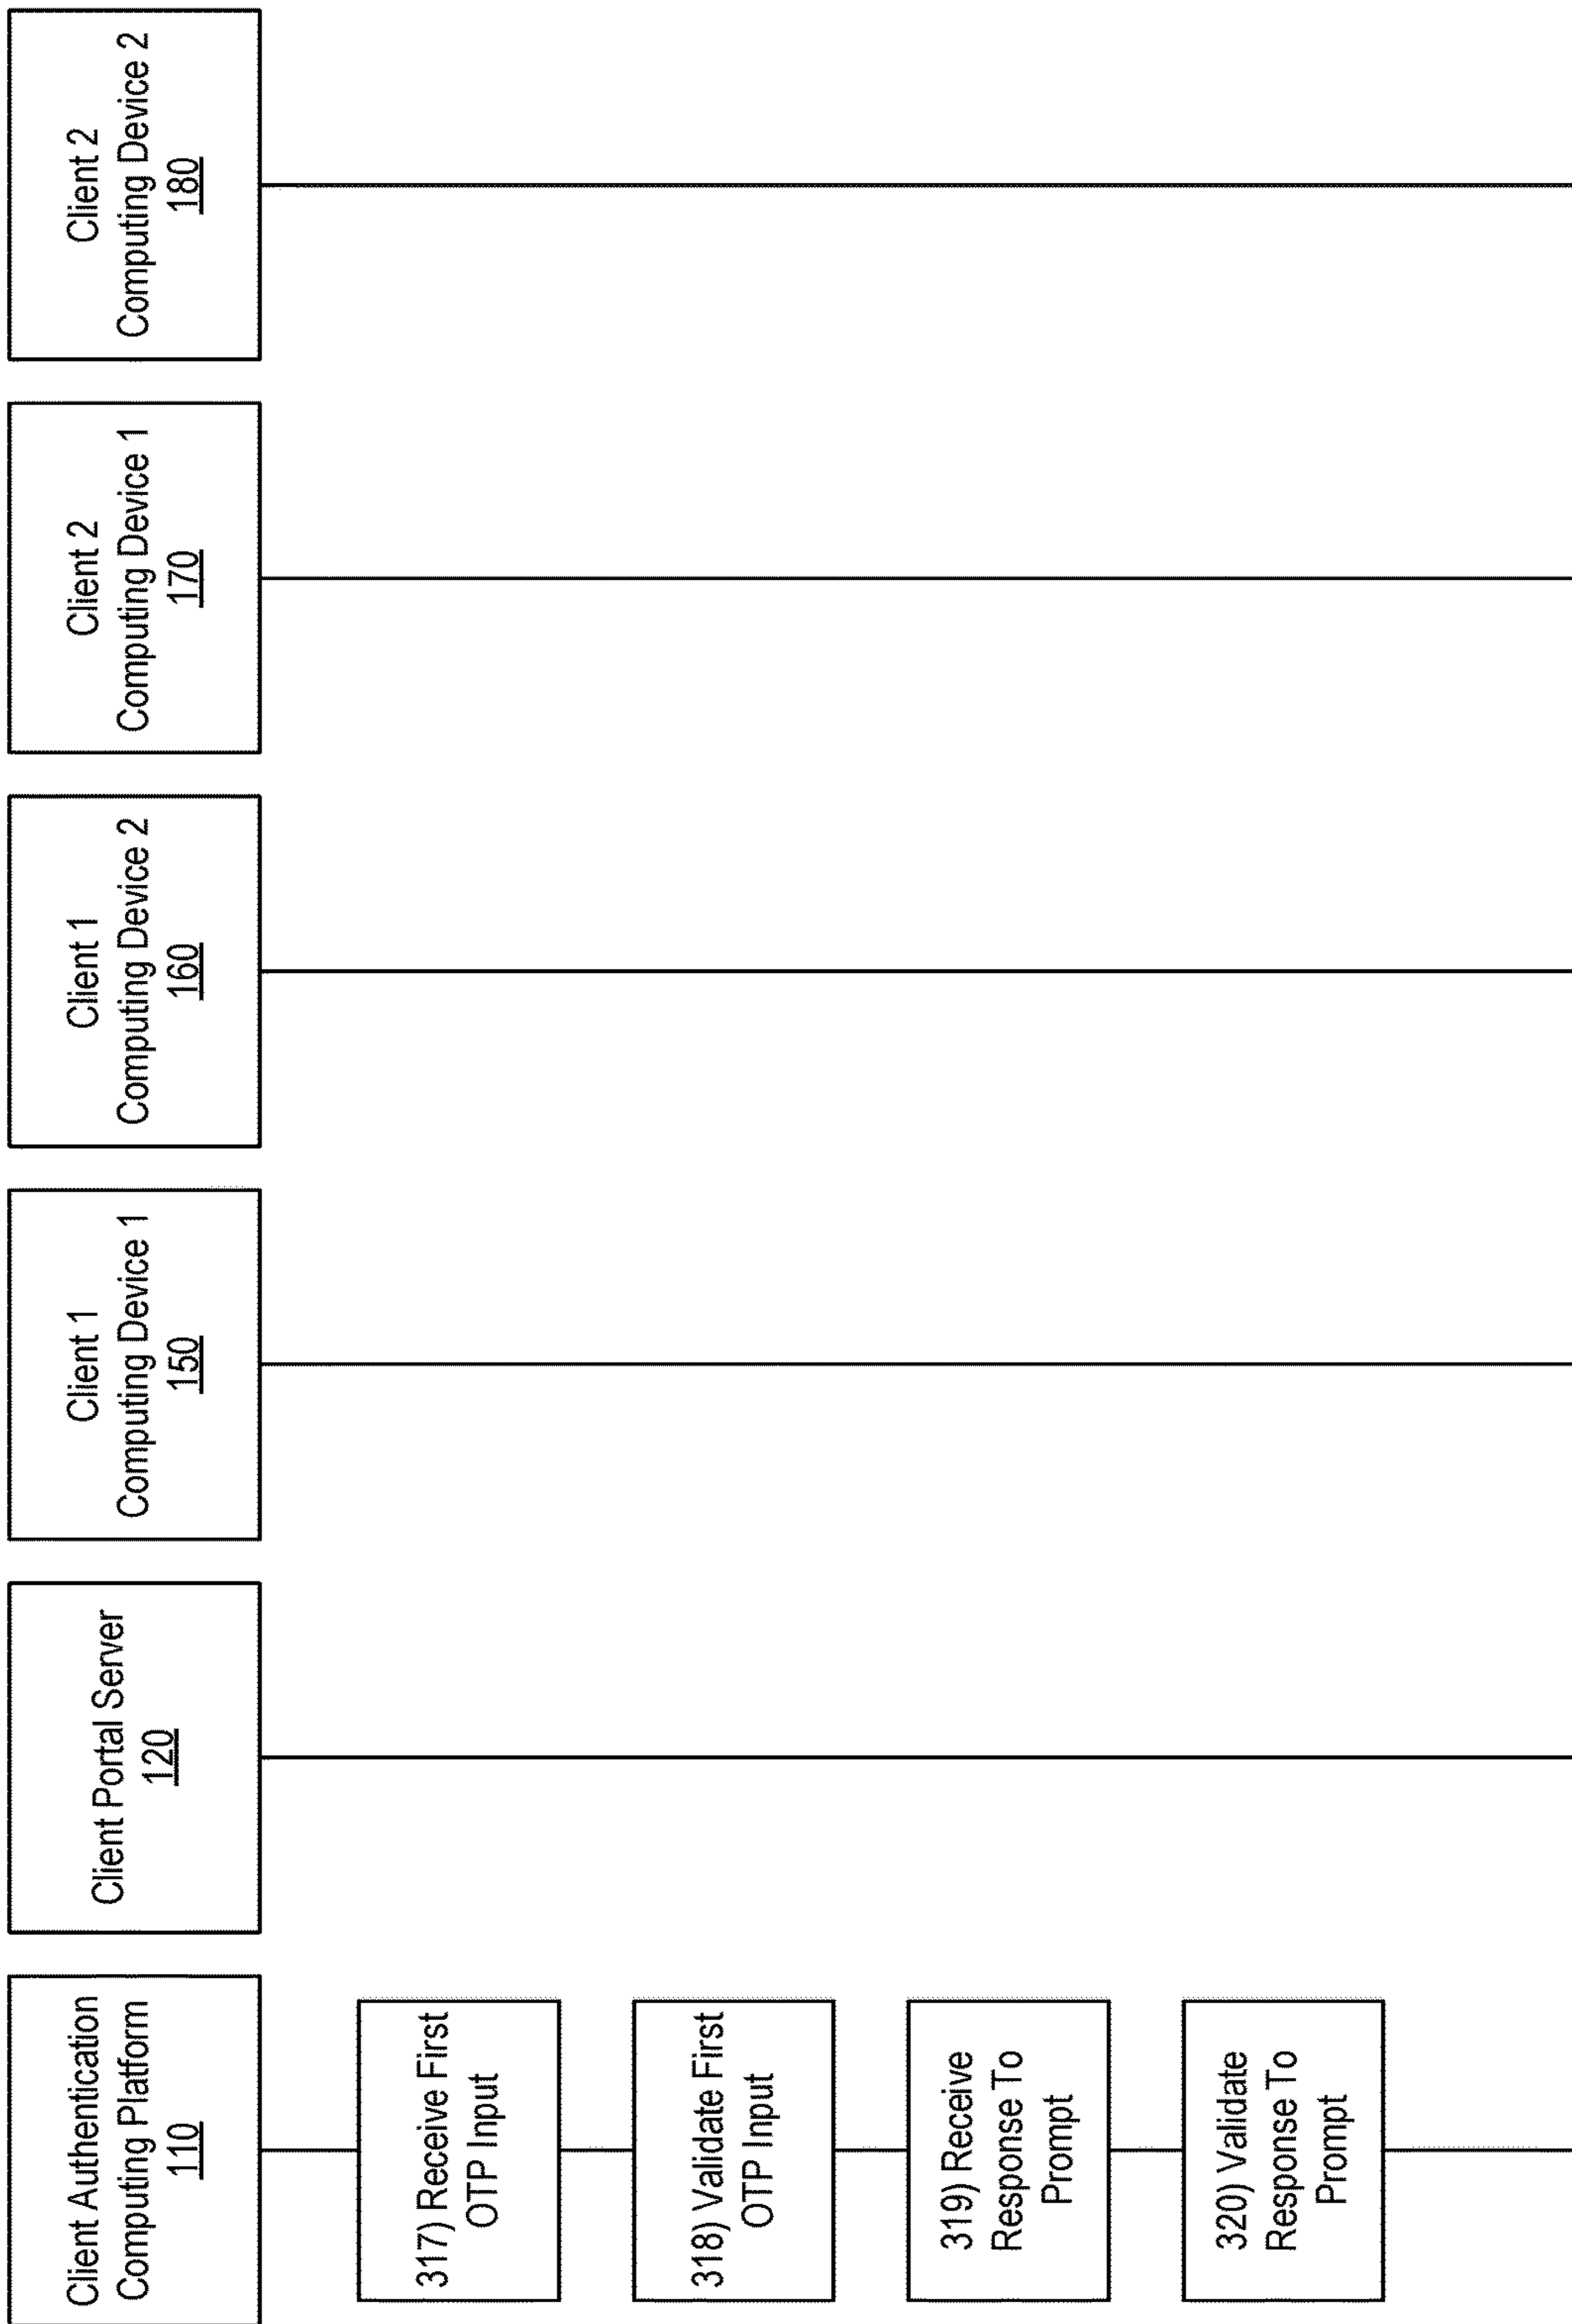 Client Authentication
Computing Platform
110
Client Portal Server
120
Client 1
Computing Device 1
150
Client 1
Computing Device 2
160
Client 2
Computing Device 1
170
Client 2
Computing Device 2
180
317) Receive First
OTP Input
318) Validate First
OTP Input
319) Receive
Response To
Prompt
320) Validate
Response To
Prompt